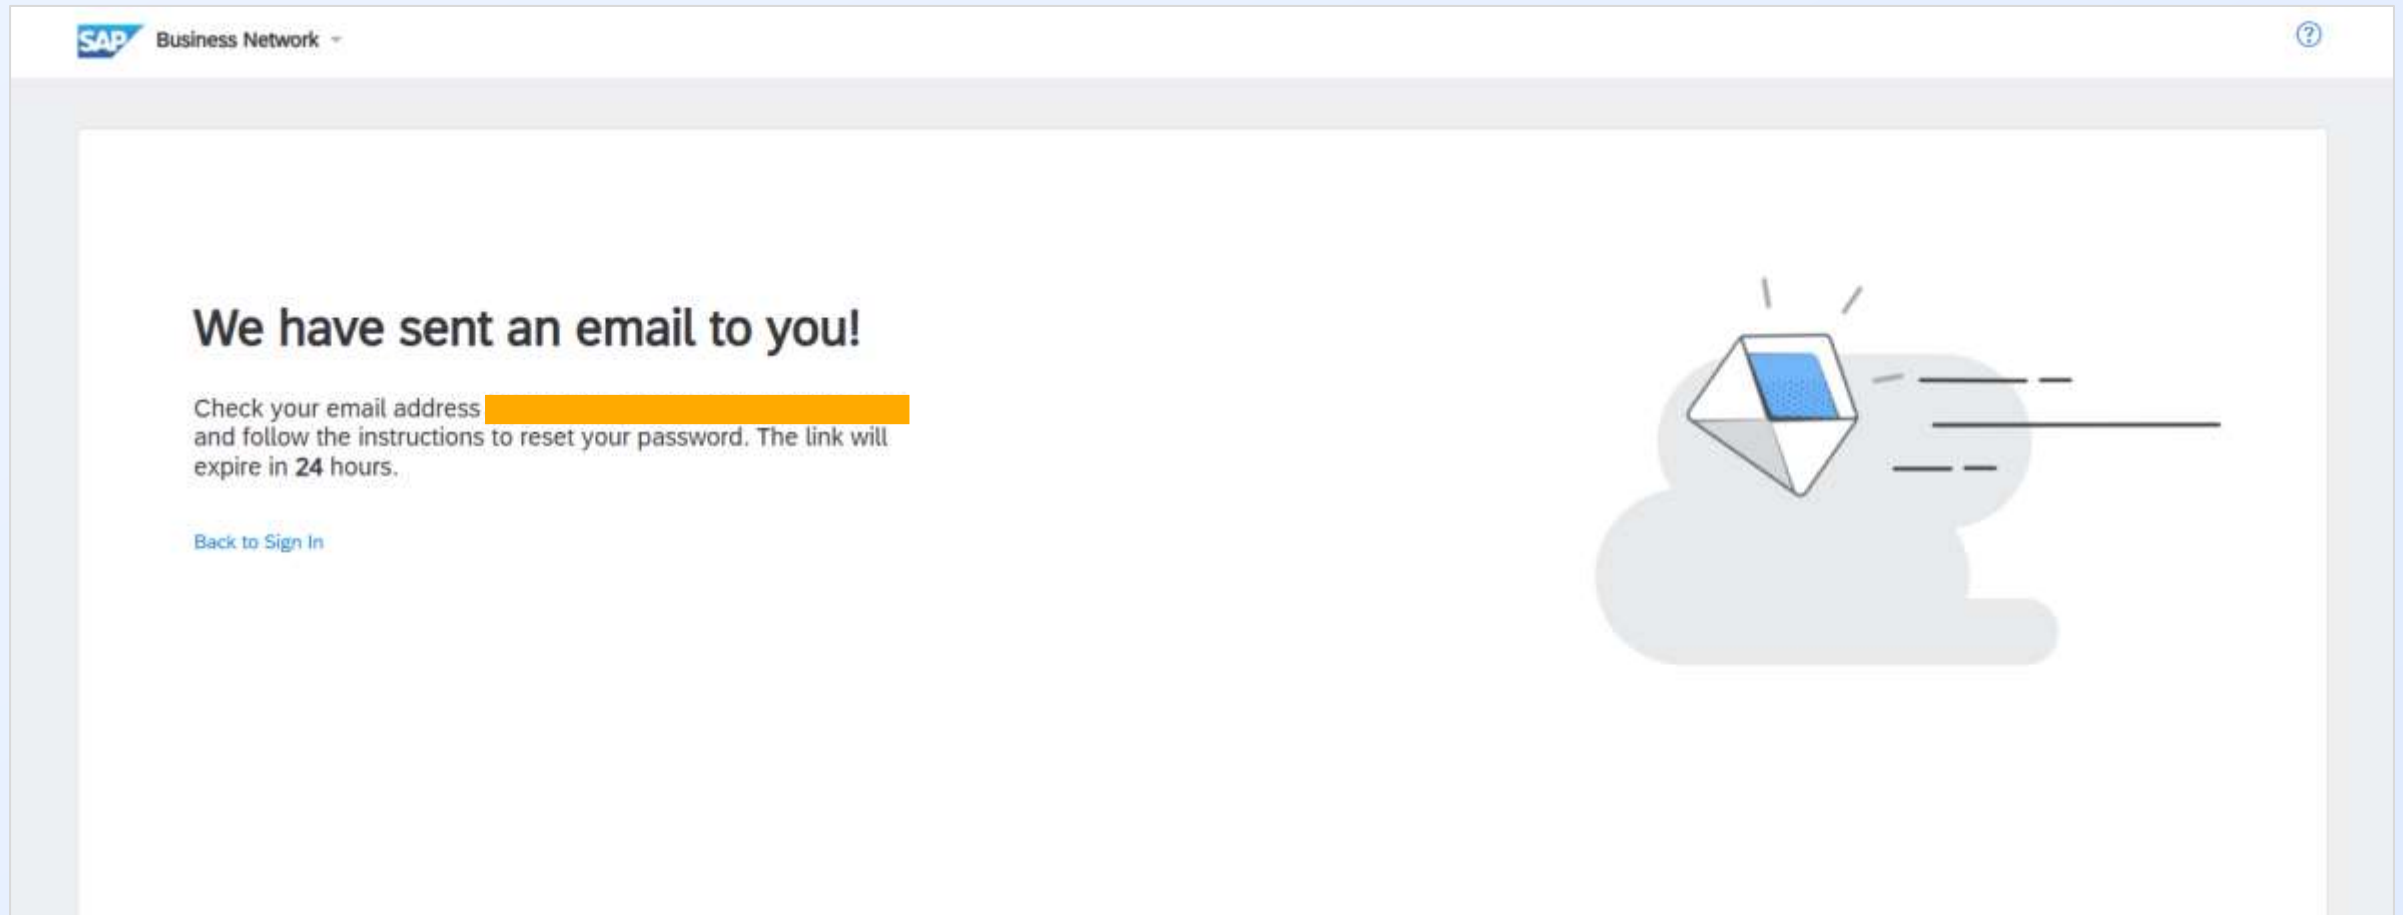 SAP Business Network
?
We have sent an email to you!
Check your email address
and follow the instructions to reset your password. The link will
expire in 24 hours.
Back to Sign In